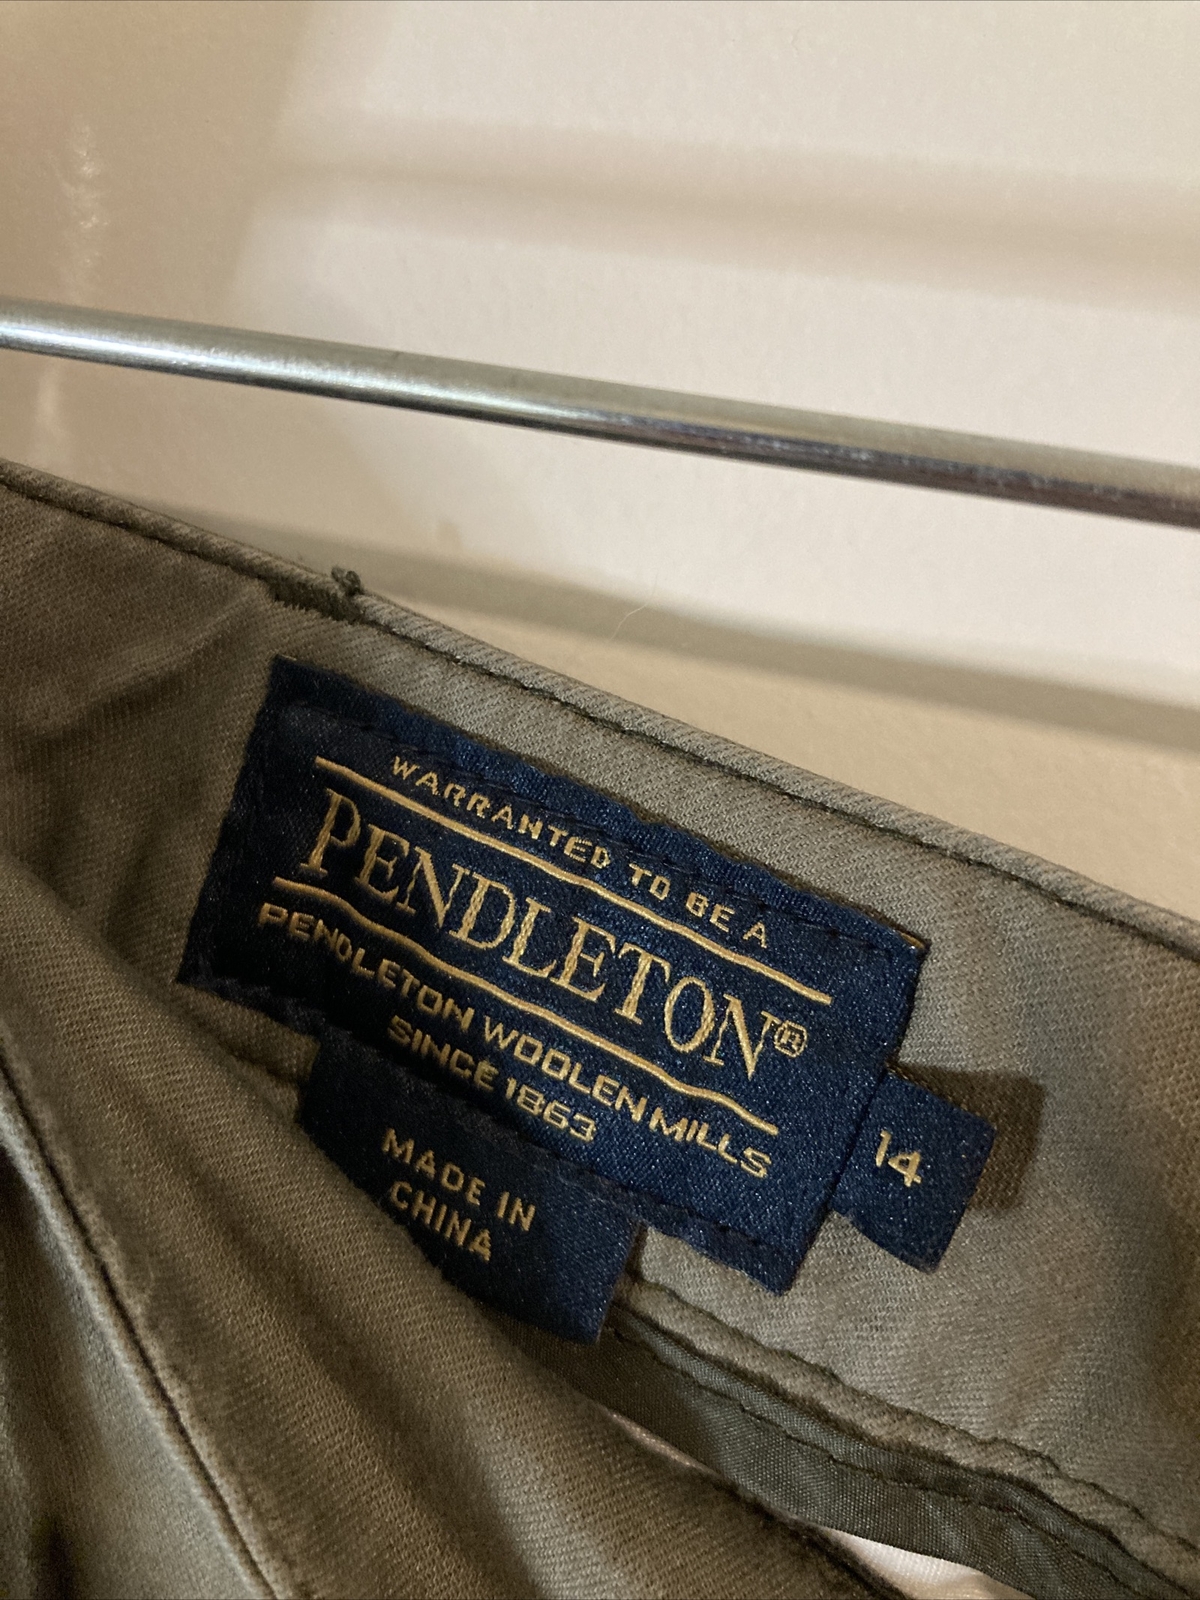 WARRANTED TO BE A
PENDLETON®
PENDLETON WOOLEN MILLS
SINCE 1863
14
MADE IN
CHINA